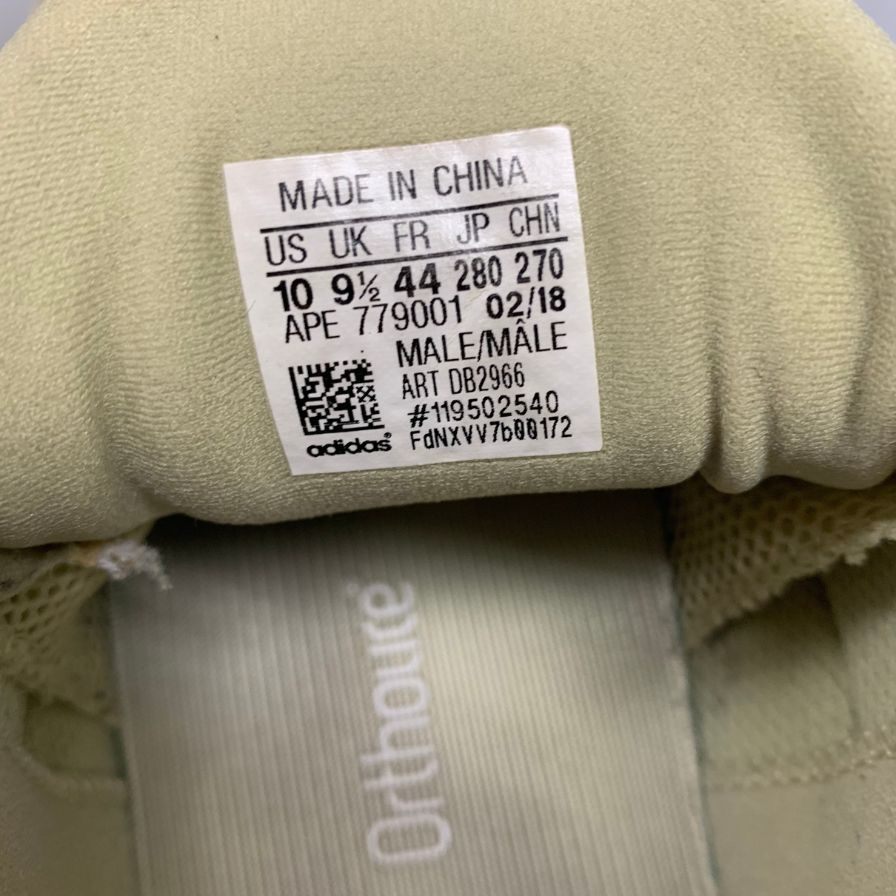 MADE IN CHINA
US UK FR JP CHN
10 9½ 44 280 270
APE 779001 02/18
MALE/MÂLE
ART DB2966
#119502540
adidas® FdNXVV7b00172
Ortholite®